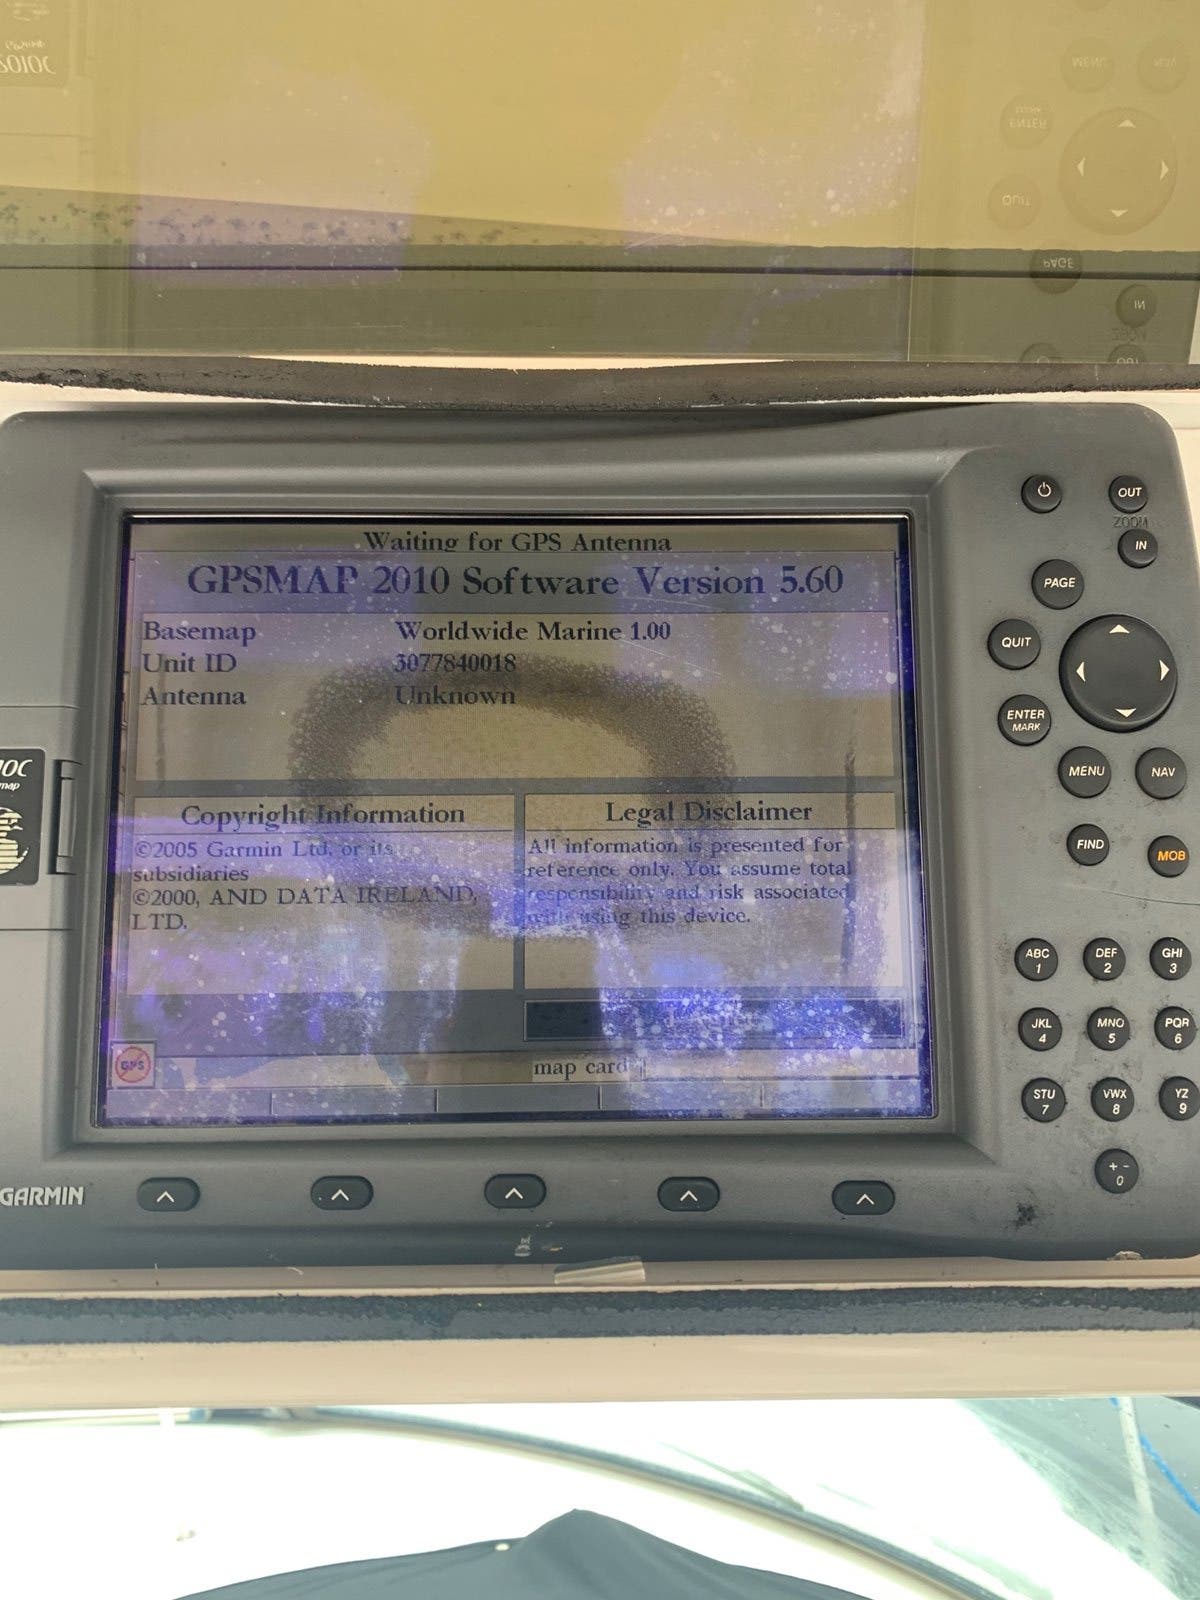 MENU
ENTER
QUIT
PAGE
IN
Waiting for GPS Antenna
GPSMAP 2010 Software Version 5.60
Basemap Worldwide Marine 1.00
Unit ID 3077840018
Antenna Unknown
Copyright Information
©2005 Garmin Ltd. or its
subsidiaries
©2000, AND DATA IRELAND,
LTD.
Legal Disclaimer
All information is presented for
reference only. You assume total
responsibility and risk associated
with using this device.
GPS
map card
OUT
ZOOM
IN
PAGE
QUIT
ENTER
MARK
MENU
NAV
FIND
MOB
ABC
1
DEF
2
GHI
3
JKL
4
MNO
5
PQR
6
STU
7
VWX
8
YZ
9
+ -
0
10C
map
GARMIN